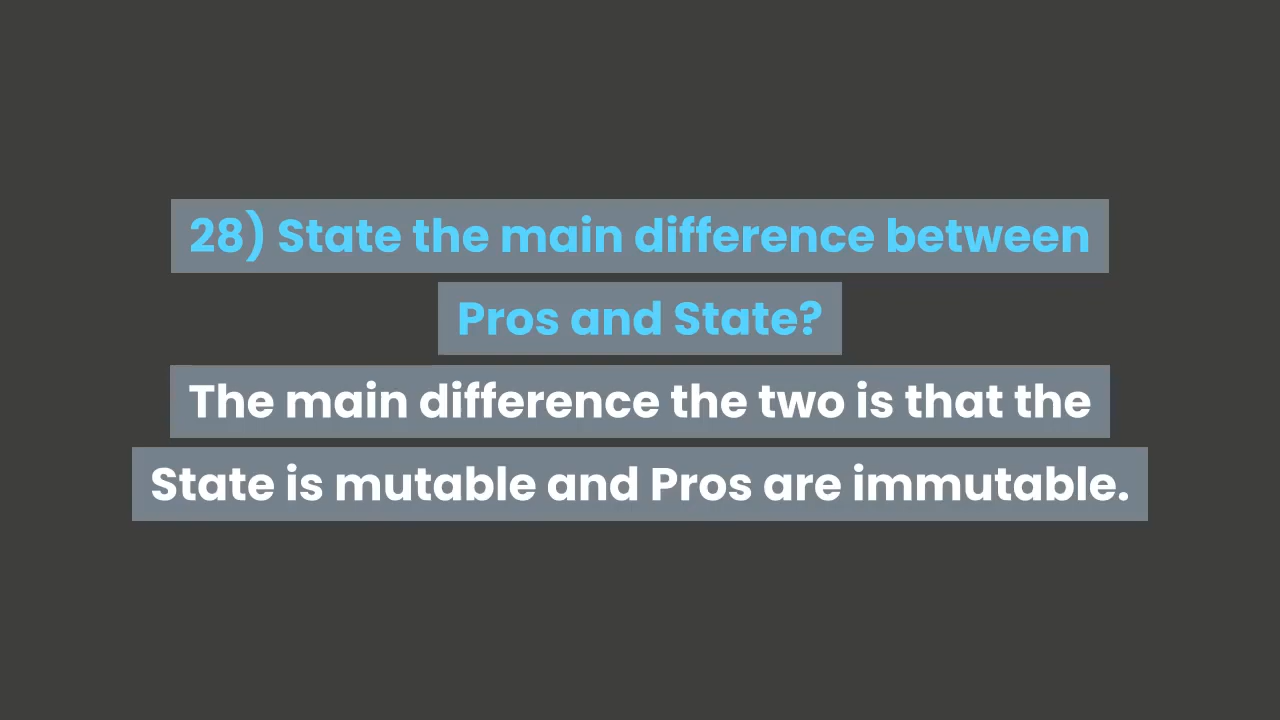 28) State the main difference between
Pros and State?
The main difference the two is that the
State is mutable and Pros are immutable.